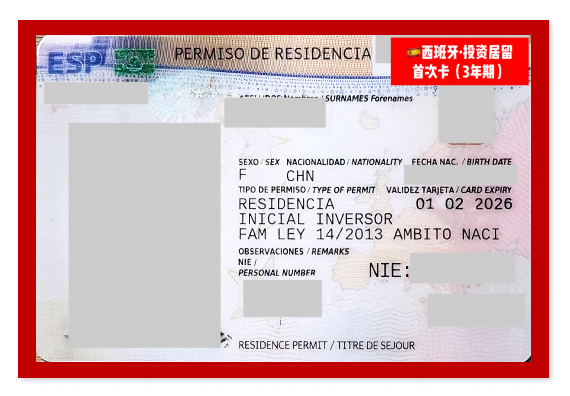 ESP
PERMISO DE RESIDENCIA
西班牙·投资居留
首次卡（3年期）
SURNAMES Forenames
SEXO / SEX NACIONALIDAD / NATIONALITY FECHA NAC. / BIRTH DATE
F CHN
TIPO DE PERMISO / TYPE OF PERMIT VALIDEZ TARJETA / CARD EXPIRY
RESIDENCIA 01 02 2026
INICIAL INVERSOR
FAM LEY 14/2013 AMBITO NACI
OBSERVACIONES / REMARKS
NIE /
PERSONAL NUMBER
NIE:
RESIDENCE PERMIT / TITRE DE SEJOUR